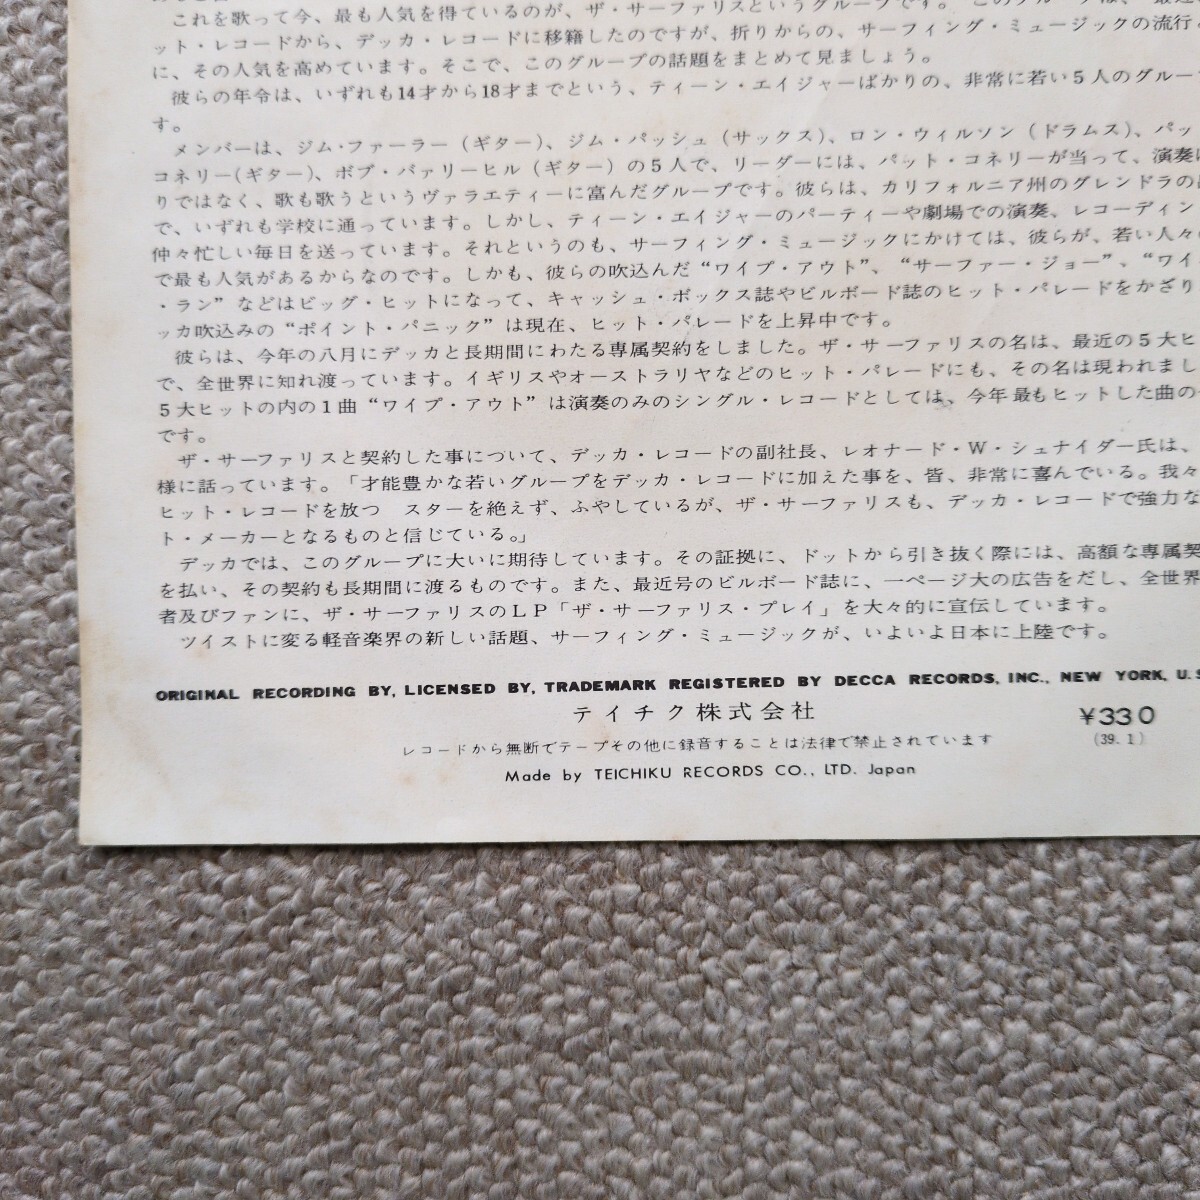 これを歌って今、最も人気を得ているのが、ザ・サーファリスというグループです。このグループは、最近
ット・レコードから、デッカ・レコードに移籍したのですが、折りからの、サーフィング・ミュージックの流行
に、その人気を高めています。そこで、このグループの話題をまとめて見ましょう。
彼らの年令は、いずれも14才から18才までという、ティーン・エイジャーばかりの、非常に若い5人のグルー
す。
メンバーは、ジム・ファーラー（ギター）、ジム・パッシュ（サックス）、ロン・ウィルソン（ドラムス）、パッ
コネリー（ギター）、ボブ・バァリーヒル（ギター）の5人で、リーダーには、パット・コネリーが当って、演奏
りではなく、歌も歌うというヴァラエティーに富んだグループです。彼らは、カリフォルニア州のグレンドラの
で、いずれも学校に通っています。しかし、ティーン・エイジャーのパーティーや劇場での演奏、レコーディン
仲々忙しい毎日を送っています。それというのも、サーフィング・ミュージックにかけては、彼らが、若い人々
で最も人気があるからなのです。しかも、彼らの吹込んだ“ワイプ・アウト”、“サーファー・ジョー”、“ワイ
・ラン”などはビッグ・ヒットになって、キャッシュ・ボックス誌やビルボード誌のヒット・パレードをかざり
ッカ吹込みの“ポイント・パニック”は現在、ヒット・パレードを上昇中です。
彼らは、今年の八月にデッカと長期間にわたる専属契約をしました。ザ・サーファリスの名は、最近の5大ヒ
で、全世界に知れ渡っています。イギリスやオーストラリヤなどのヒット・パレードにも、その名は現われまし
5大ヒットの内の1曲“ワイプ・アウト”は演奏のみのシングル・レコードとしては、今年最もヒットした曲の
です。
ザ・サーファリスと契約した事について、デッカ・レコードの副社長、レオナード・W・シュナイダー氏は、
様に話っています。「才能豊かな若いグループをデッカ・レコードに加えた事を、皆、非常に喜んでいる。我々
ヒット・レコードを放つ　スターを絶えず、ふやしているが、ザ・サーファリスも、デッカ・レコードで強力な
ト・メーカーとなるものと信じている。」
デッカでは、このグループに大いに期待しています。その証拠に、ドットから引き抜く際には、高額な専属契
を払い、その契約も長期間に渡るものです。また、最近号のビルボード誌に、一ページ大の広告をだし、全世界
者及びファンに、ザ・サーファリスのLP「ザ・サーファリス・プレイ」を大々的に宣伝しています。
ツイストに変る軽音楽界の新しい話題、サーフィング・ミュージックが、いよいよ日本に上陸です。
ORIGINAL RECORDING BY, LICENSED BY, TRADEMARK REGISTERED BY DECCA RECORDS, INC., NEW YORK, U.S
テイチク株式会社
¥330
(39.1)
レコードから無断でテープその他に録音することは法律で禁止されています
Made by TEICHIKU RECORDS CO., LTD. Japan